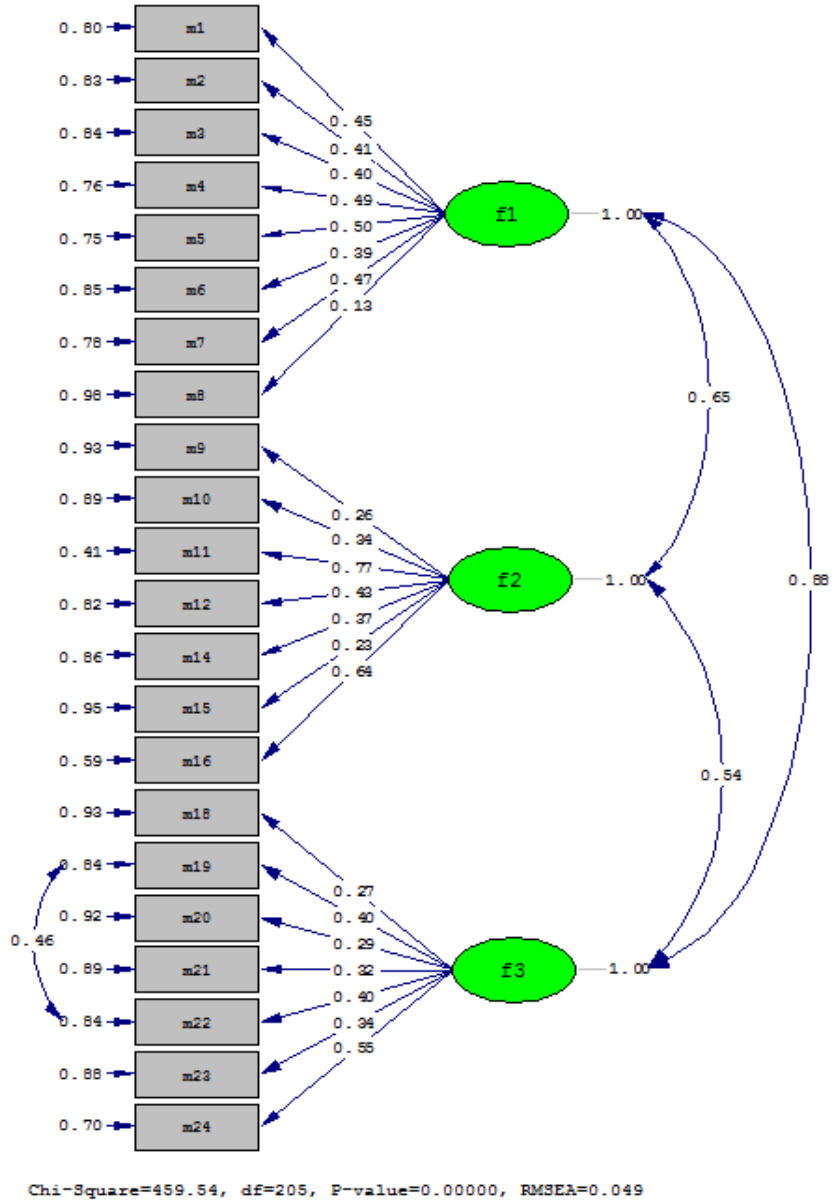 0.80 m1
0.83 m2
0.84 m3
0.76 m4
0.75 m5
0.85 m6
0.78 m7
0.98 m8
0.93 m9
0.89 m10
0.41 m11
0.82 m12
0.86 m14
0.95 m15
0.59 m16
0.93 m18
0.84 m19
0.92 m20
0.89 m21
0.84 m22
0.88 m23
0.70 m24
0.46
0.45
0.41
0.40
0.49
0.50
0.39
0.47
0.13
0.26
0.34
0.77
0.43
0.37
0.23
0.64
0.27
0.40
0.29
0.32
0.40
0.34
0.55
f1 1.00
f2 1.00
f3 1.00
0.65
0.88
0.54
Chi-Square=459.54, df=205, P-value=0.00000, RMSEA=0.049